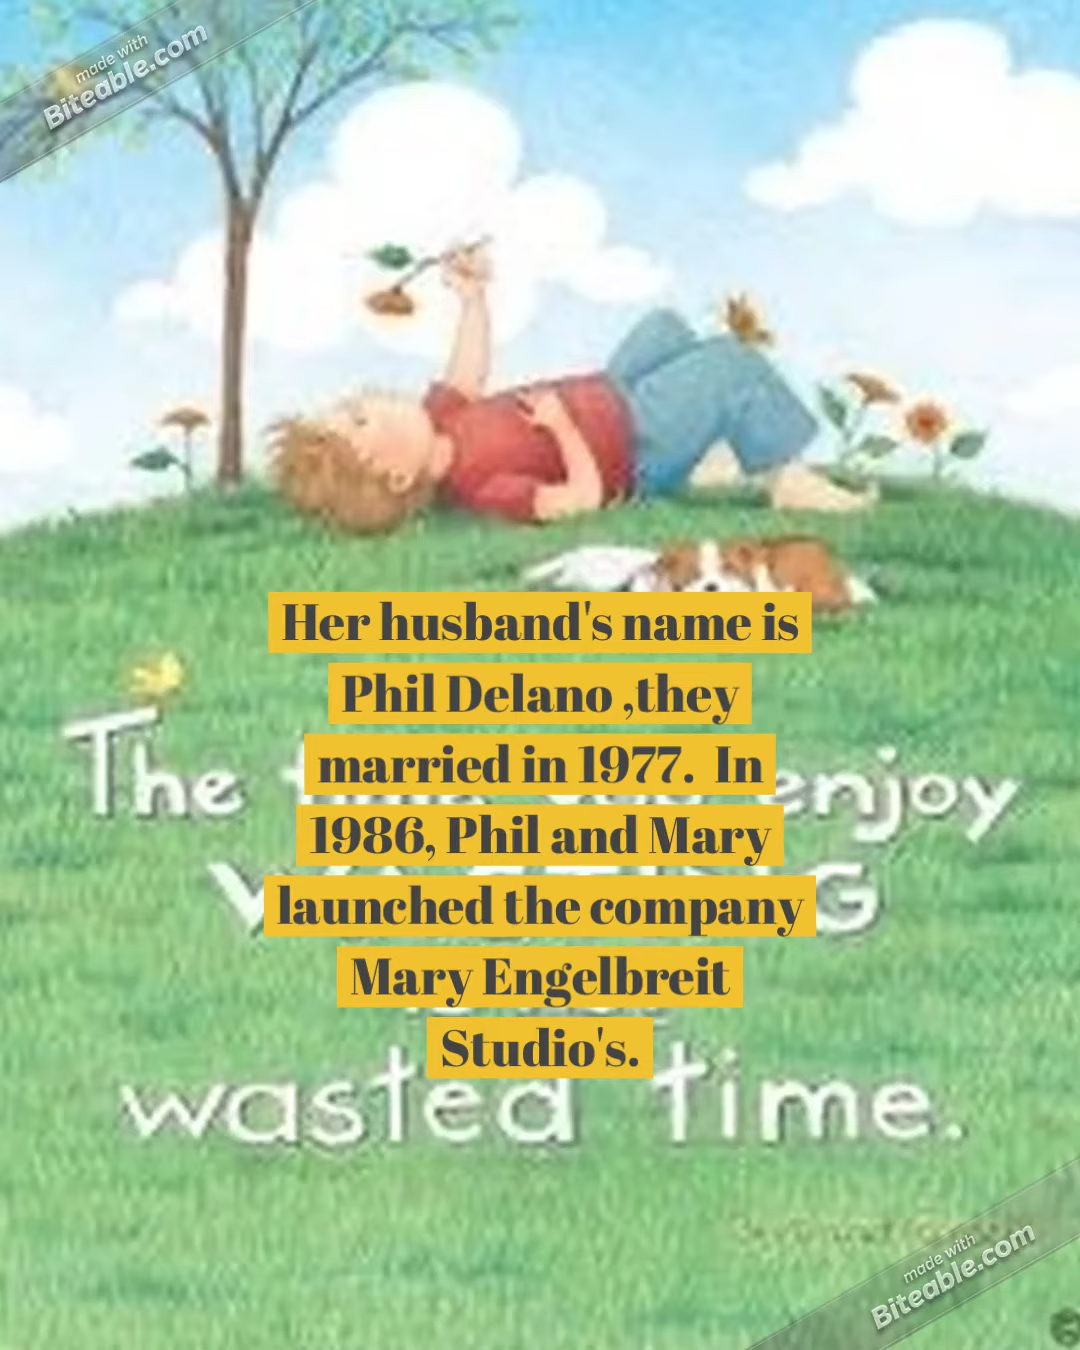 made with
Biteable.com
Her husband's name is
Phil Delano ,they
married in 1977.  In
1986, Phil and Mary
launched the company
Mary Engelbreit
Studio's.
The enjoy
wasted time.
made with
Biteable.com